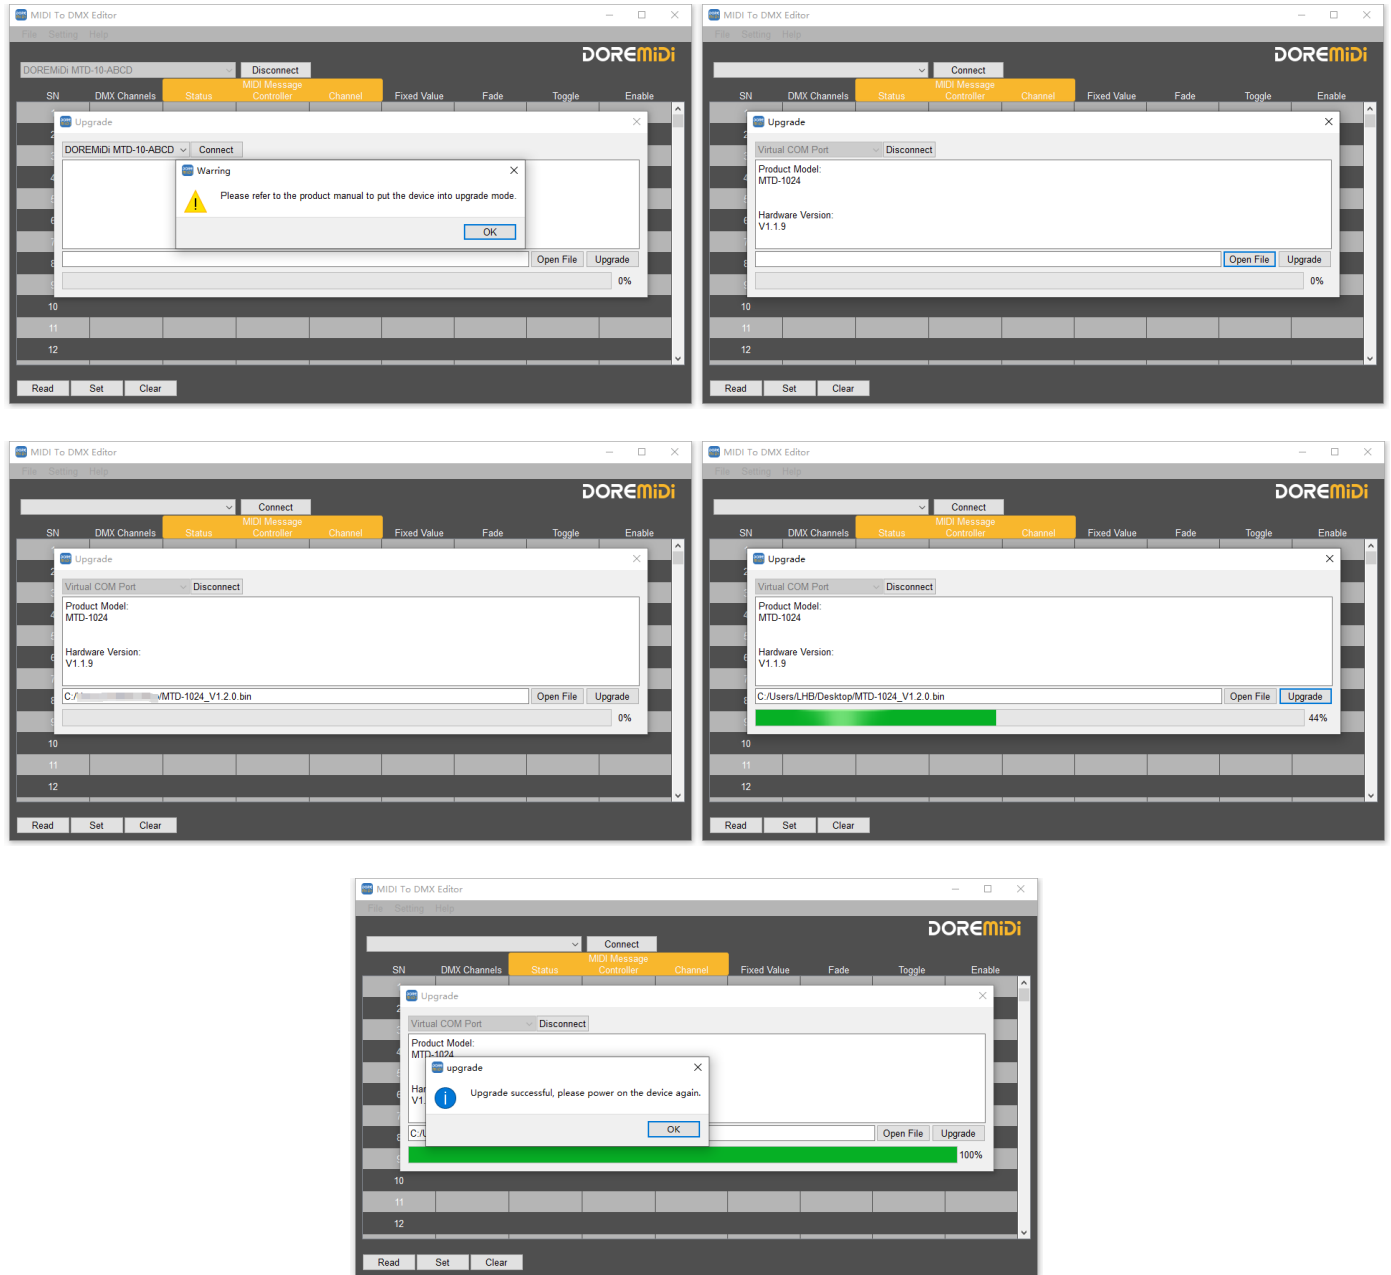 MIDI To DMX Editor
File Setting Help
DOREMiDi
DOREMiDi MTD-10-ABCD Disconnect
MIDI Message
SN DMX Channels Status Controller Channel Fixed Value Fade Toggle Enable
Upgrade
DOREMiDi MTD-10-ABCD Connect
Warring
Please refer to the product manual to put the device into upgrade mode.
OK
Open File Upgrade
0%
10
11
12
Read Set Clear
MIDI To DMX Editor
File Setting Help
DOREMiDi
Connect
MIDI Message
SN DMX Channels Status Controller Channel Fixed Value Fade Toggle Enable
Upgrade
Virtual COM Port Disconnect
Product Model:
MTD-1024
Hardware Version:
V1.1.9
Open File Upgrade
0%
10
11
12
Read Set Clear
MIDI To DMX Editor
File Setting Help
DOREMiDi
Connect
MIDI Message
SN DMX Channels Status Controller Channel Fixed Value Fade Toggle Enable
Upgrade
Virtual COM Port Disconnect
Product Model:
MTD-1024
Hardware Version:
V1.1.9
C:/ /MTD-1024_V1.2.0.bin Open File Upgrade
0%
10
11
12
Read Set Clear
MIDI To DMX Editor
File Setting Help
DOREMiDi
Connect
MIDI Message
SN DMX Channels Status Controller Channel Fixed Value Fade Toggle Enable
Upgrade
Virtual COM Port Disconnect
Product Model:
MTD-1024
Hardware Version:
V1.1.9
C:/Users/LHB/Desktop/MTD-1024_V1.2.0.bin Open File Upgrade
44%
10
11
12
Read Set Clear
MIDI To DMX Editor
File Setting Help
DOREMiDi
Connect
MIDI Message
SN DMX Channels Status Controller Channel Fixed Value Fade Toggle Enable
Upgrade
Virtual COM Port Disconnect
Product Model:
MTD-1024
upgrade
Upgrade successful, please power on the device again.
OK
Open File Upgrade
100%
10
11
12
Read Set Clear